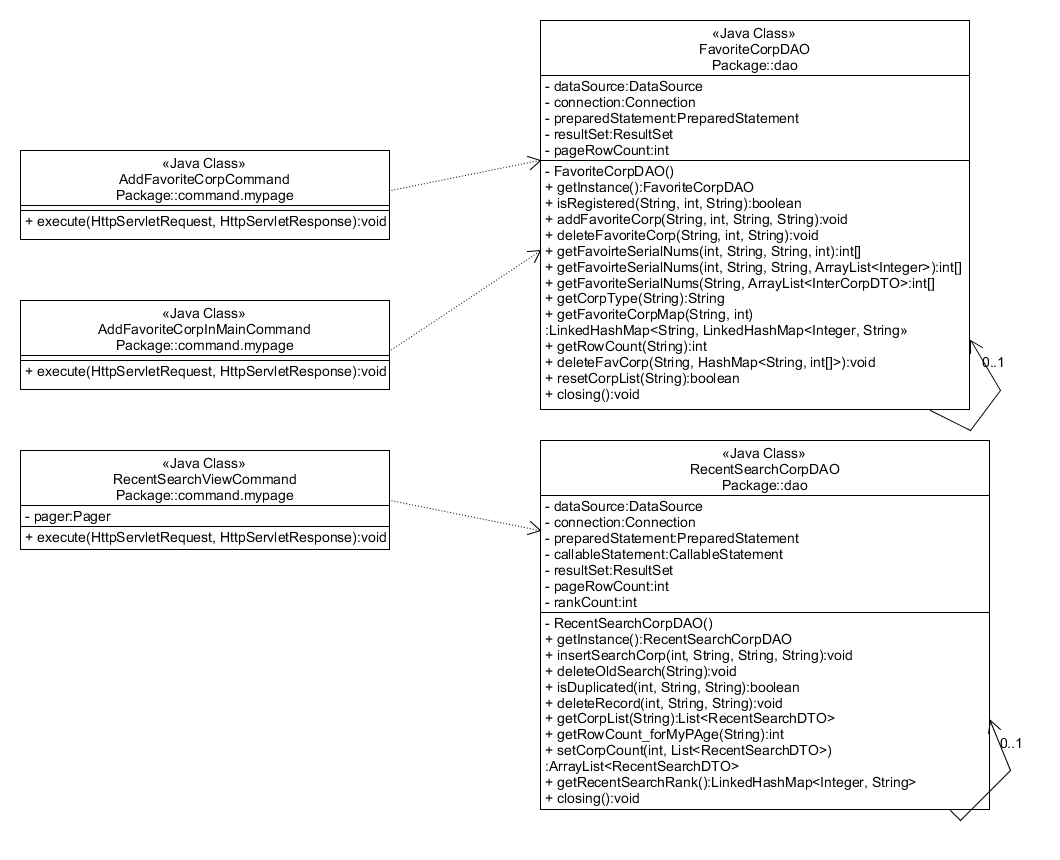 «Java Class»
FavoriteCorpDAO
Package::dao
- dataSource:DataSource
- connection:Connection
- preparedStatement:PreparedStatement
- resultSet:ResultSet
- pageRowCount:int
- FavoriteCorpDAO()
+ getInstance():FavoriteCorpDAO
+ isRegistered(String, int, String):boolean
+ addFavoriteCorp(String, int, String, String):void
+ deleteFavoriteCorp(String, int, String):void
+ getFavoirteSerialNums(int, String, String, int):int[]
+ getFavoirteSerialNums(int, String, String, ArrayList<Integer>):int[]
+ getFavoriteSerialNums(String, ArrayList<InterCorpDTO>:int[]
+ getCorpType(String):String
+ getFavoriteCorpMap(String, int)
:LinkedHashMap<String, LinkedHashMap<Integer, String»
+ getRowCount(String):int
+ deleteFavCorp(String, HashMap<String, int[]>):void
+ resetCorpList(String):boolean
+ closing():void
0..1
«Java Class»
AddFavoriteCorpCommand
Package::command.mypage
+ execute(HttpServletRequest, HttpServletResponse):void
«Java Class»
AddFavoriteCorpInMainCommand
Package::command.mypage
+ execute(HttpServletRequest, HttpServletResponse):void
«Java Class»
RecentSearchViewCommand
Package::command.mypage
- pager:Pager
+ execute(HttpServletRequest, HttpServletResponse):void
«Java Class»
RecentSearchCorpDAO
Package::dao
- dataSource:DataSource
- connection:Connection
- preparedStatement:PreparedStatement
- callableStatement:CallableStatement
- resultSet:ResultSet
- pageRowCount:int
- rankCount:int
- RecentSearchCorpDAO()
+ getInstance():RecentSearchCorpDAO
+ insertSearchCorp(int, String, String, String):void
+ deleteOldSearch(String):void
+ isDuplicated(int, String, String):boolean
+ deleteRecord(int, String, String):void
+ getCorpList(String):List<RecentSearchDTO>
+ getRowCount_forMyPAge(String):int
+ setCorpCount(int, List<RecentSearchDTO>)
:ArrayList<RecentSearchDTO>
+ getRecentSearchRank():LinkedHashMap<Integer, String>
+ closing():void
0..1